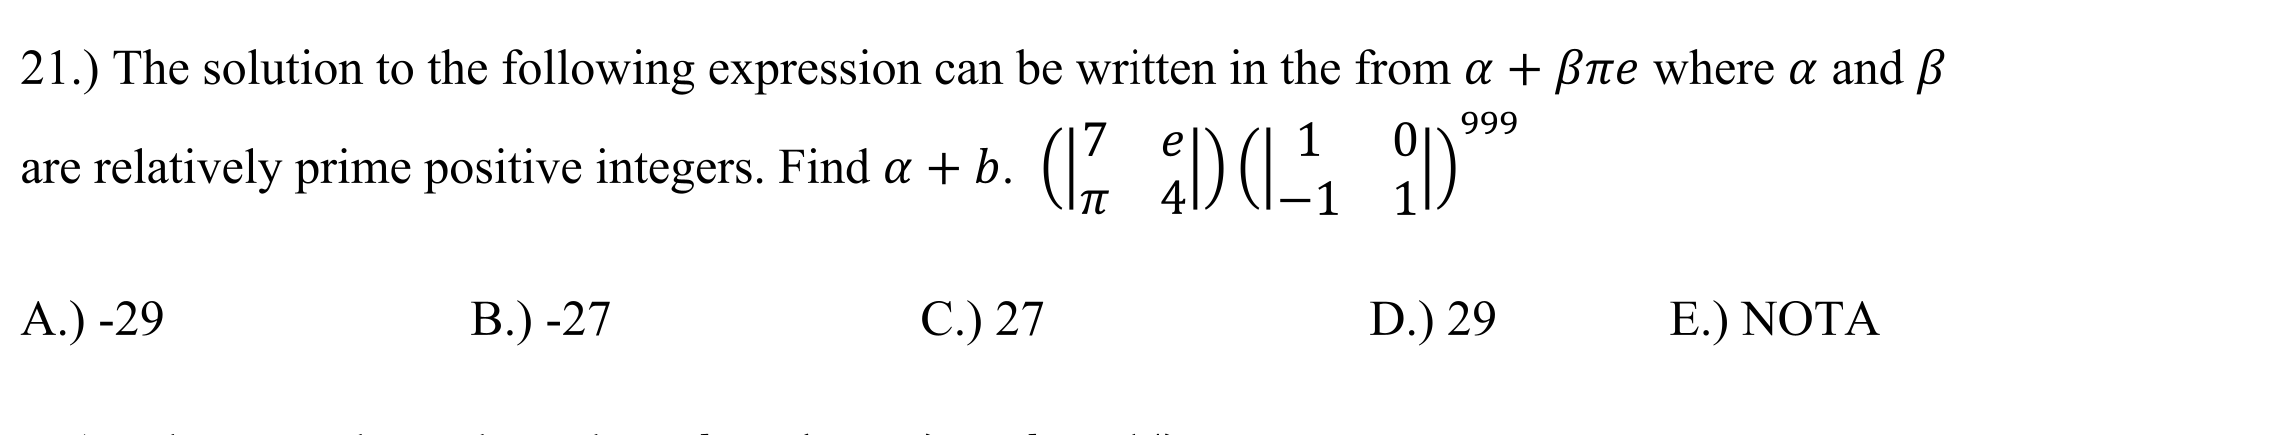 21.) The solution to the following expression can be written in the from α + βπe where α and β
are relatively prime positive integers. Find α + b. (|7 e; π 4|)(|1 0; −1 1|)^999
A.) -29 B.) -27 C.) 27 D.) 29 E.) NOTA